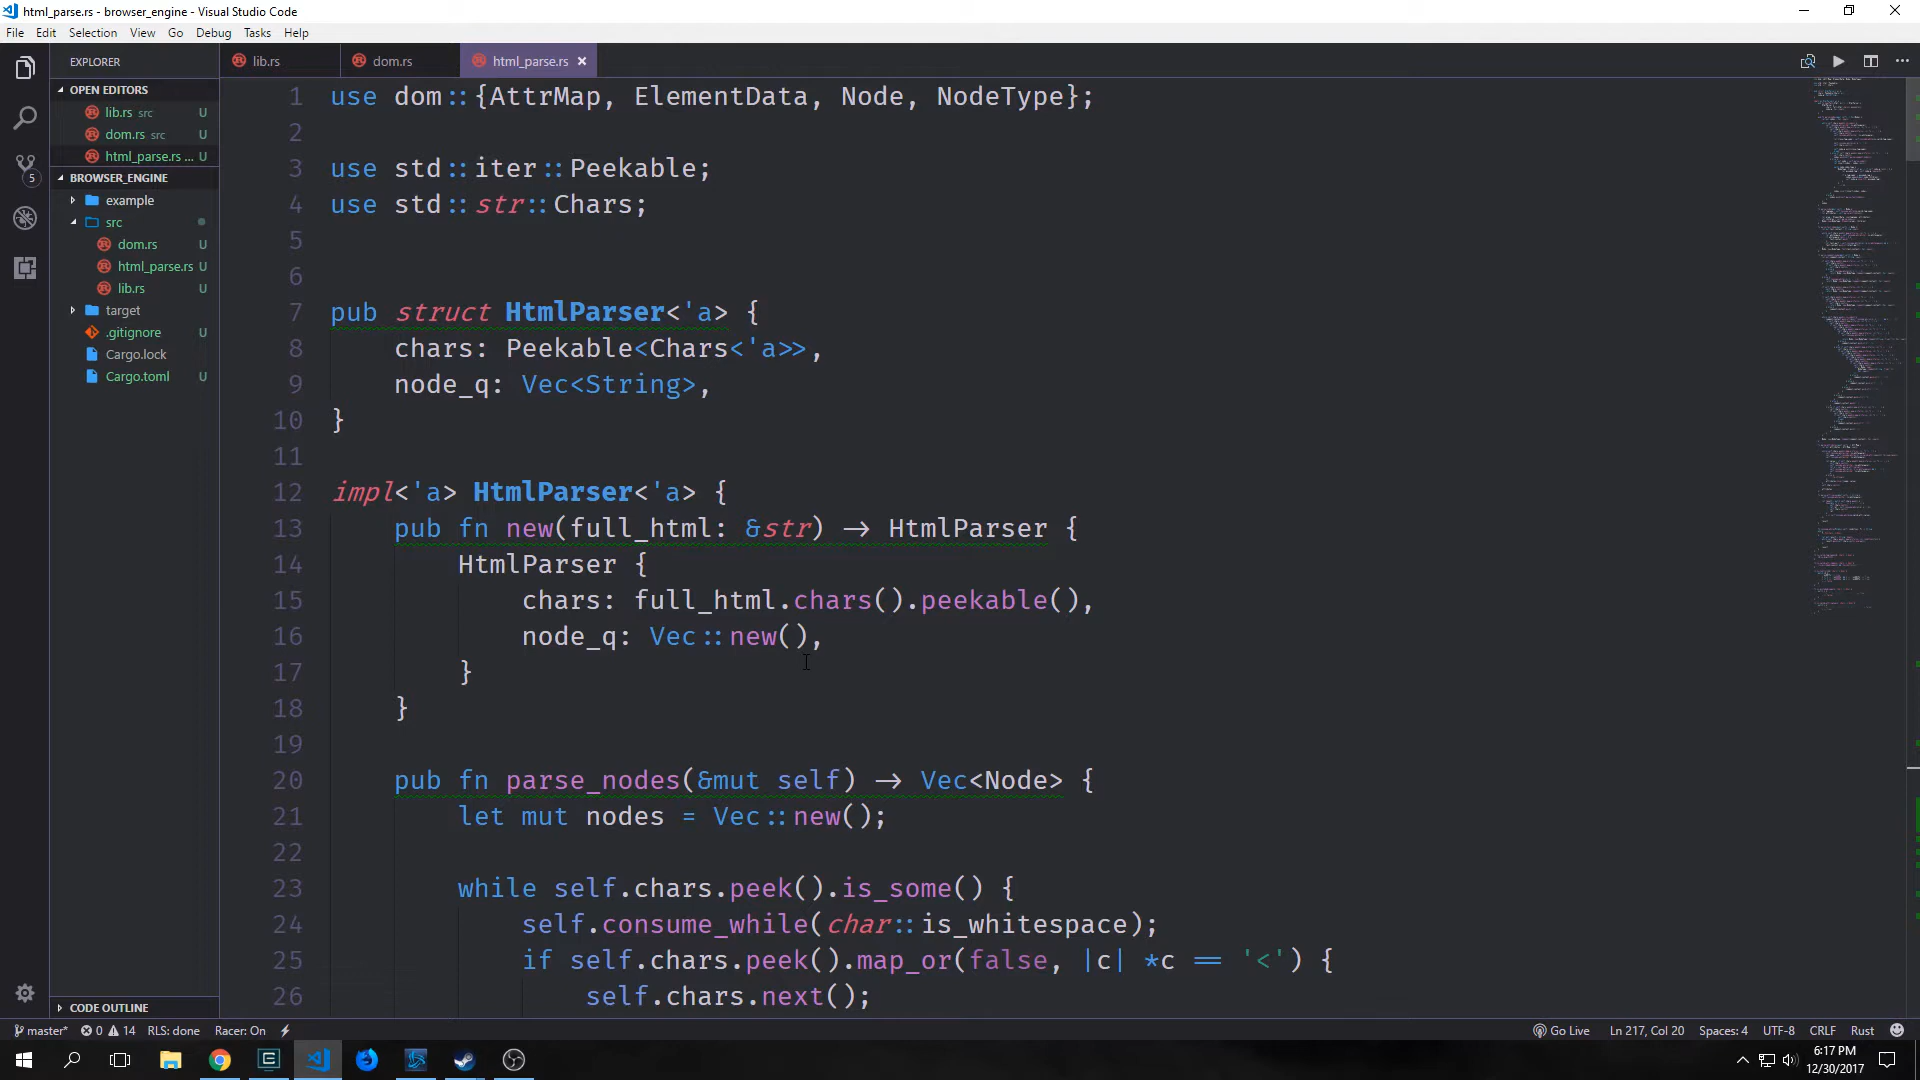 html_parse.rs - browser_engine - Visual Studio Code
File Edit Selection View Go Debug Tasks Help
EXPLORER
OPEN EDITORS
lib.rs src U
dom.rs src U
html_parse.rs ... U
BROWSER_ENGINE
example
src
dom.rs U
html_parse.rs U
lib.rs U
target
.gitignore U
Cargo.lock
Cargo.toml U
CODE OUTLINE
5
lib.rs dom.rs html_parse.rs
1 use dom::{AttrMap, ElementData, Node, NodeType};
2
3 use std::iter::Peekable;
4 use std::str::Chars;
5
6
7 pub struct HtmlParser<'a> {
8 chars: Peekable<Chars<'a>>,
9 node_q: Vec<String>,
10 }
11
12 impl<'a> HtmlParser<'a> {
13 pub fn new(full_html: &str) -> HtmlParser {
14 HtmlParser {
15 chars: full_html.chars().peekable(),
16 node_q: Vec::new(),
17 }
18 }
19
20 pub fn parse_nodes(&mut self) -> Vec<Node> {
21 let mut nodes = Vec::new();
22
23 while self.chars.peek().is_some() {
24 self.consume_while(char::is_whitespace);
25 if self.chars.peek().map_or(false, |c| *c == '<') {
26 self.chars.next();
master* 0 14 RLS: done Racer: On Go Live Ln 217, Col 20 Spaces: 4 UTF-8 CRLF Rust
6:17 PM
12/30/2017